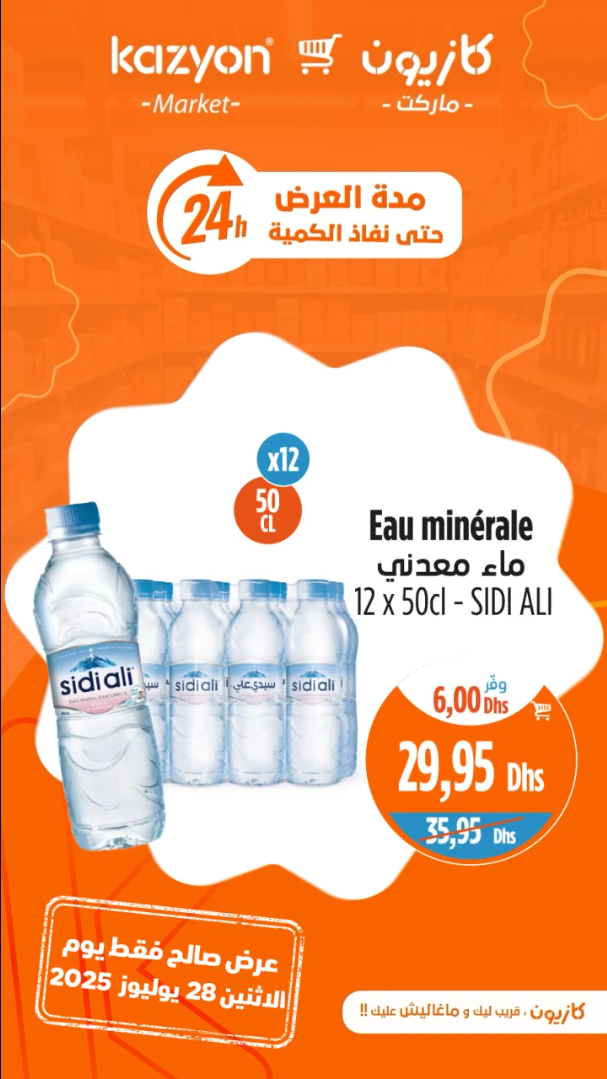 kazyon®
كازيون
-Market-
- ماركت -
24h
مدة العرض
حتى نفاذ الكمية
x12
50
CL
Eau minérale
ماء معدني
12 x 50cl - SIDI ALI
sidi ali
sidi ali
سيدي علي
sidi ali
وفّر
6,00 Dhs
29,95 Dhs
35,95 Dhs
عرض صالح فقط يوم
الاثنين 28 يوليوز 2025
كازيون ، قريب ليك و ماغاليش عليك !!